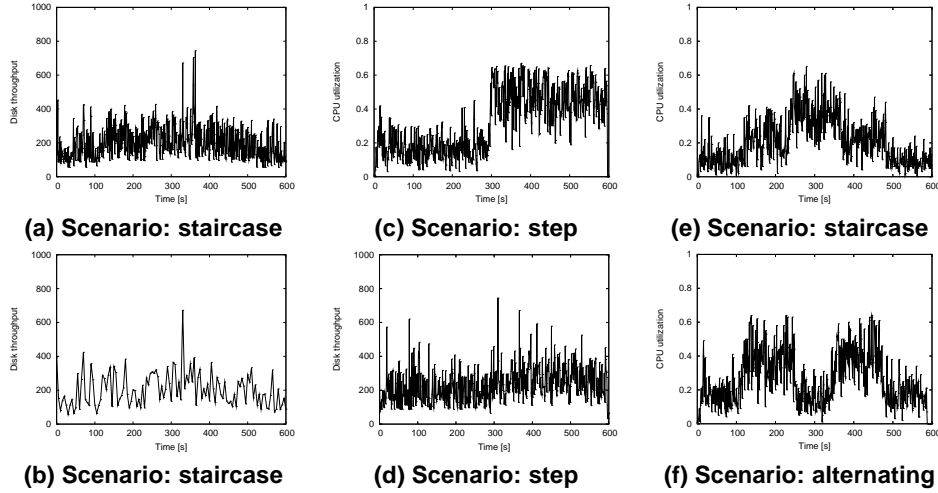 1000
800
600
400
200
0
Disk throughput
0 100 200 300 400 500 600
Time [s]
(a) Scenario: staircase
1
0.8
0.6
0.4
0.2
0
CPU utilization
0 100 200 300 400 500 600
Time [s]
(c) Scenario: step
1
0.8
0.6
0.4
0.2
0
CPU utilization
0 100 200 300 400 500 600
Time [s]
(e) Scenario: staircase
1000
800
600
400
200
0
Disk throughput
0 100 200 300 400 500 600
Time [s]
(b) Scenario: staircase
1000
800
600
400
200
0
Disk throughput
0 100 200 300 400 500 600
Time [s]
(d) Scenario: step
1
0.8
0.6
0.4
0.2
0
CPU utilization
0 100 200 300 400 500 600
Time [s]
(f) Scenario: alternating